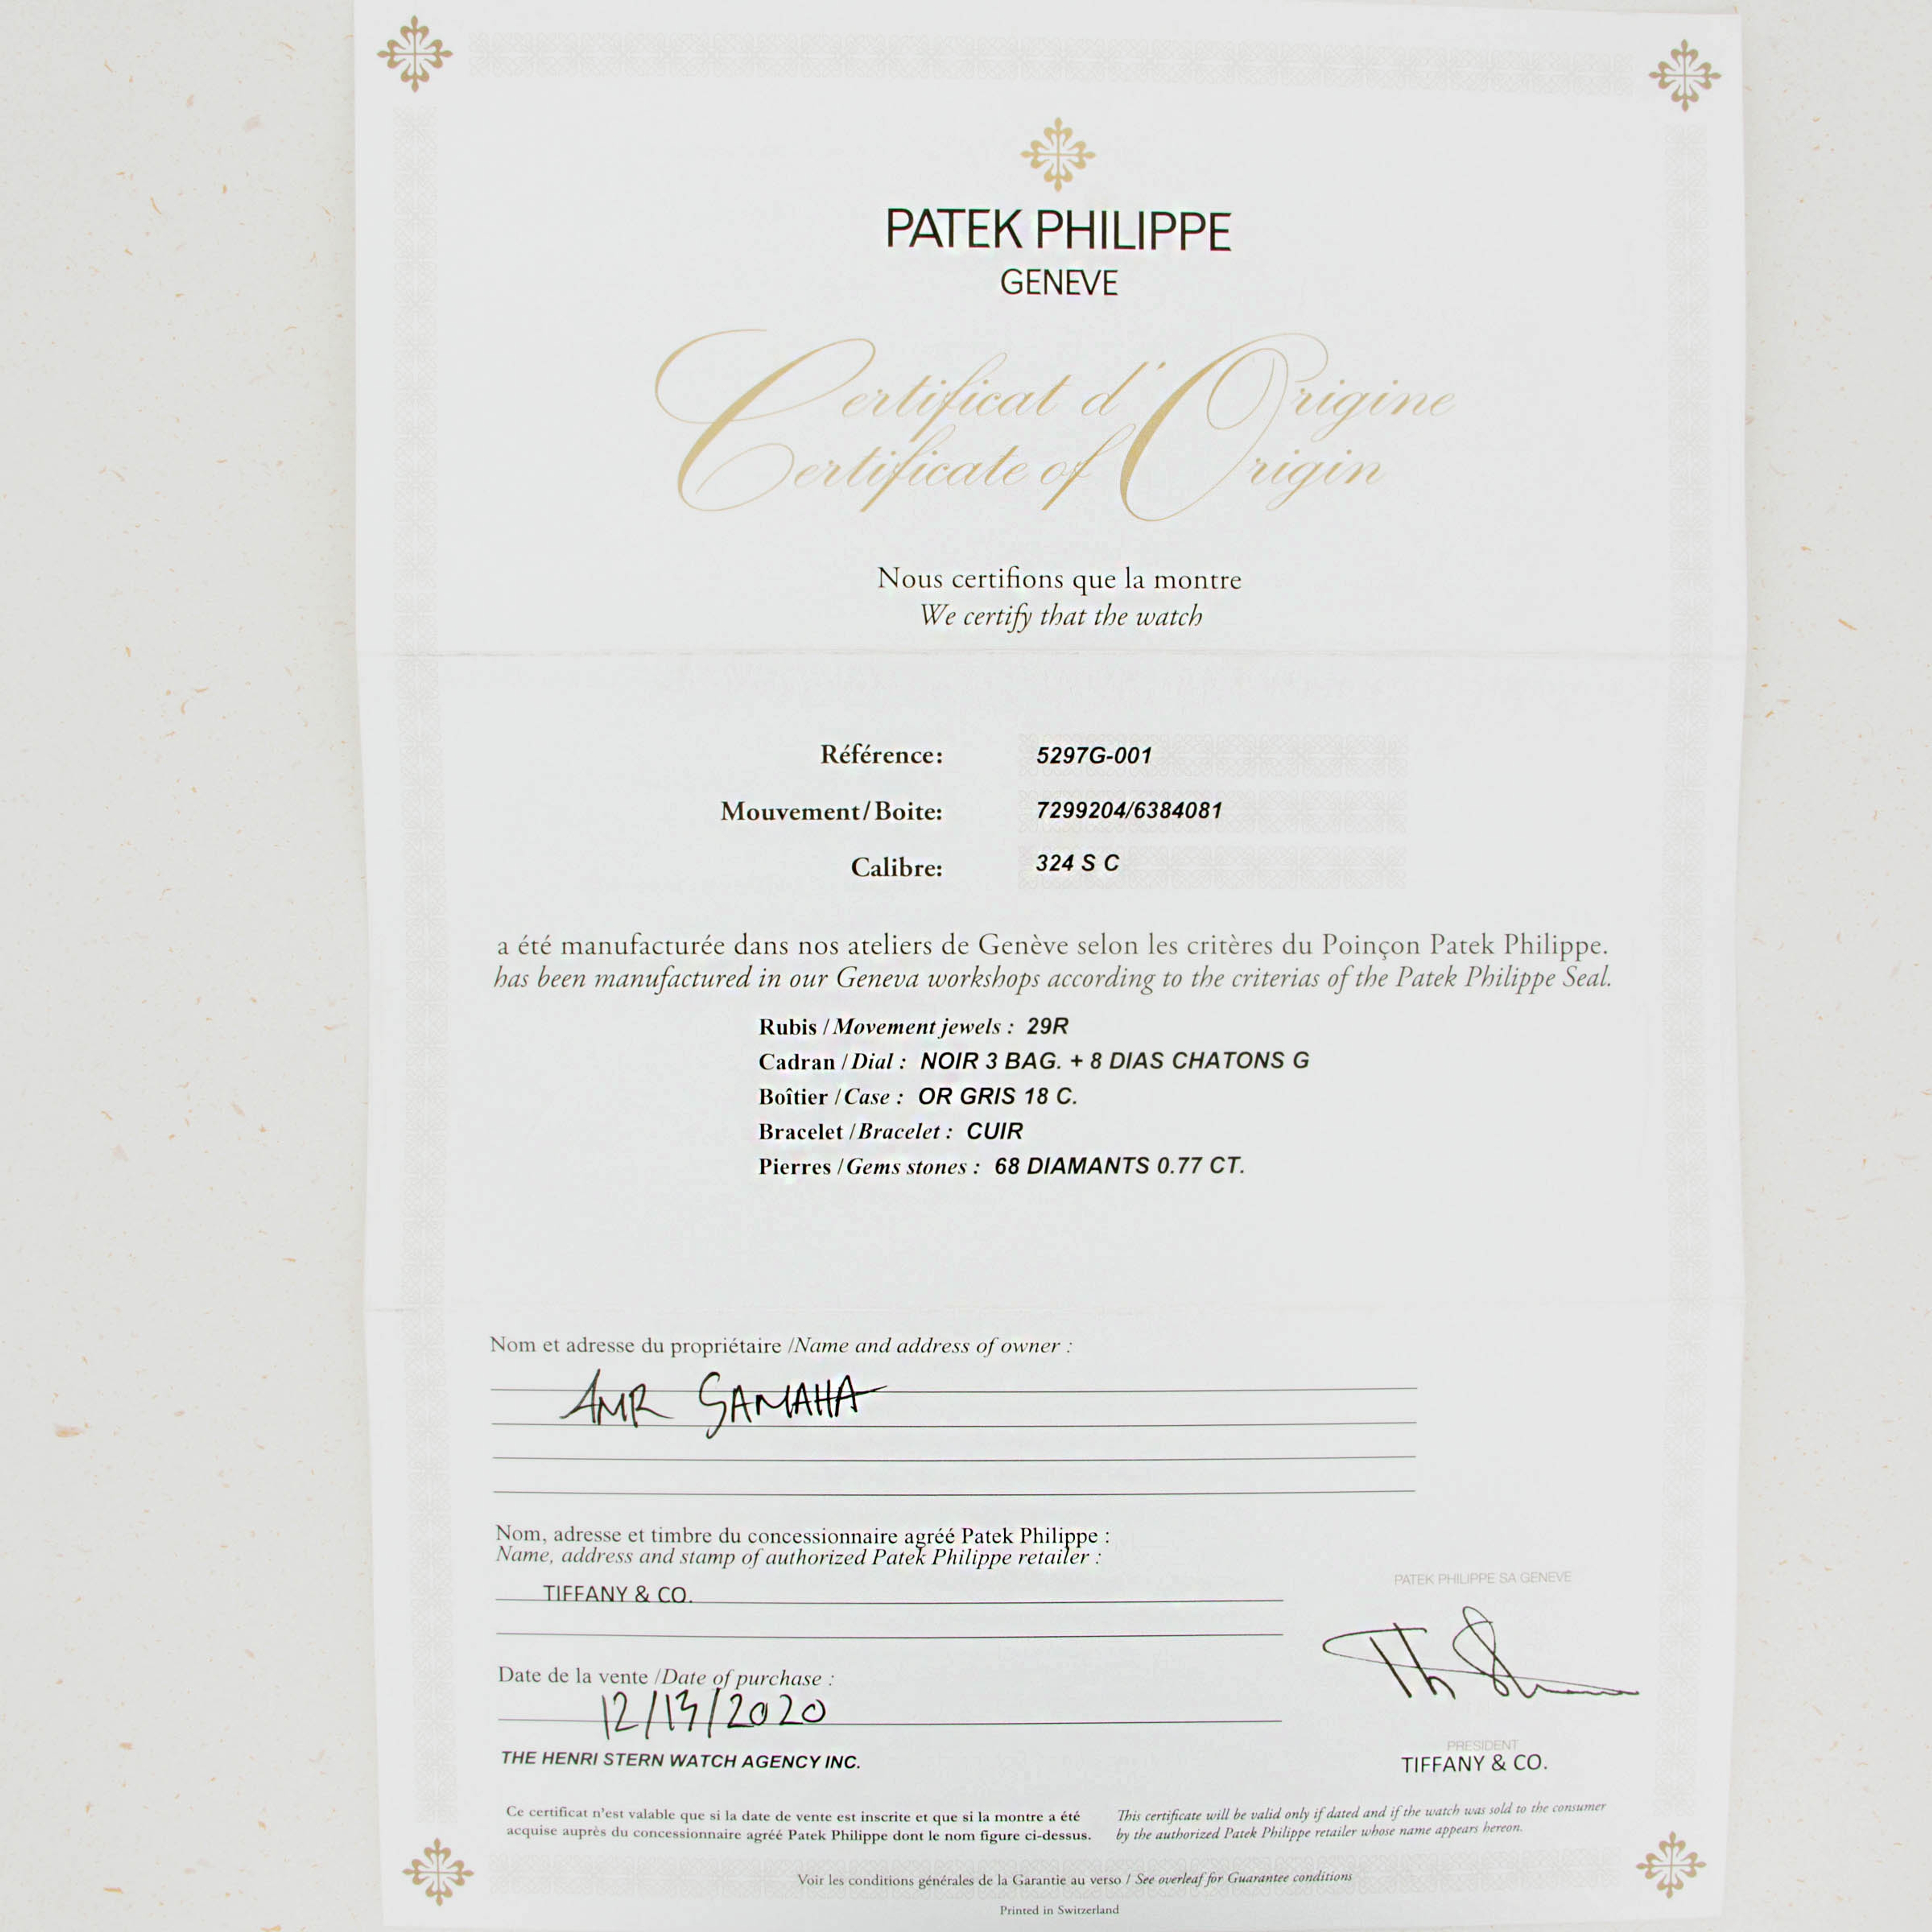 PATEK PHILIPPE
GENEVE
Certificat d'Origine
Certificate of Origin
Nous certifions que la montre
We certify that the watch
Référence: 5297G-001
Mouvement/Boite: 7299204/6384081
Calibre: 324 S C
a été manufacturée dans nos ateliers de Genève selon les critères du Poinçon Patek Philippe.
has been manufactured in our Geneva workshops according to the criterias of the Patek Philippe Seal.
Rubis / Movement jewels : 29R
Cadran / Dial : NOIR 3 BAG. + 8 DIAS CHATONS G
Boîtier / Case : OR GRIS 18 C.
Bracelet / Bracelet : CUIR
Pierres / Gems stones : 68 DIAMANTS 0.77 CT.
Nom et adresse du propriétaire /Name and address of owner :
AMR SAMAHA
Nom, adresse et timbre du concessionnaire agréé Patek Philippe :
Name, address and stamp of authorized Patek Philippe retailer :
TIFFANY & CO.
PATEK PHILIPPE SA GENEVE
Date de la vente /Date of purchase :
12/13/2020
THE HENRI STERN WATCH AGENCY INC.
PRESIDENT
TIFFANY & CO.
Ce certificat n'est valable que si la date de vente est inscrite et que si la montre a été
acquise auprès du concessionnaire agréé Patek Philippe dont le nom figure ci-dessus.
This certificate will be valid only if dated and if the watch was sold to the consumer
by the authorized Patek Philippe retailer whose name appears hereon.
Voir les conditions générales de la Garantie au verso / See overleaf for Guarantee conditions
Printed in Switzerland